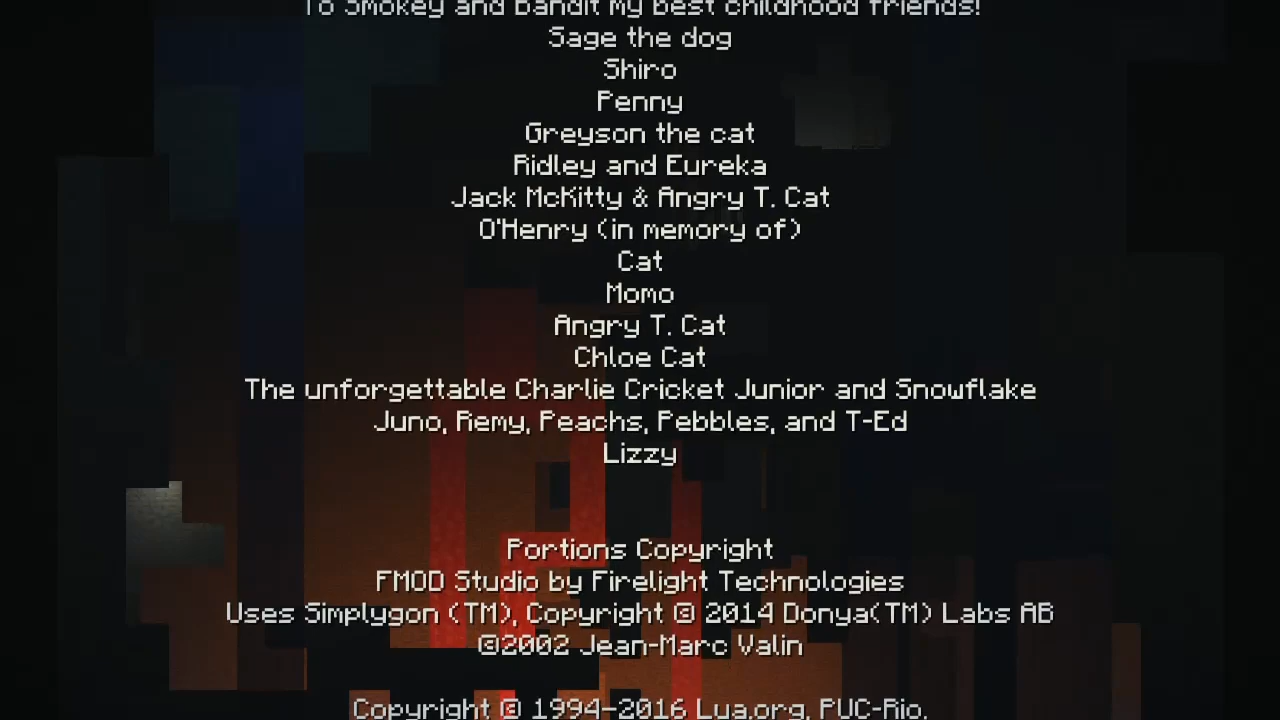 To Smokey and Bandit my best childhood friends!
Sage the dog
Shiro
Penny
Greyson the cat
Ridley and Eureka
Jack McKitty & Angry T. Cat
O'Henry (in memory of)
Cat
Momo
Angry T. Cat
Chloe Cat
The unforgettable Charlie Cricket Junior and Snowflake
Juno, Remy, Peachs, Pebbles, and T-Ed
Lizzy
Portions Copyright
FMOD Studio by Firelight Technologies
Uses Simplygon (TM), Copyright © 2014 Donya(TM) Labs AB
©2002 Jean-Marc Valin
Copyright © 1994-2016 Lua.org, PUC-Rio.